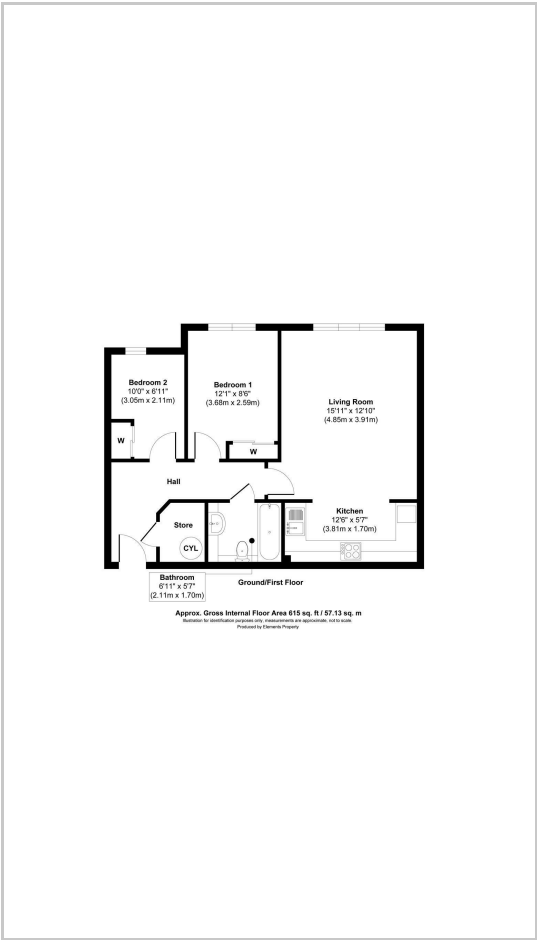 Bedroom 2
10'0" x 6'11"
(3.05m x 2.11m)
Bedroom 1
12'1" x 8'6"
(3.68m x 2.59m)
Living Room
15'11" x 12'10"
(4.85m x 3.91m)
W
W
Hall
Store
CYL
Kitchen
12'6" x 5'7"
(3.81m x 1.70m)
Bathroom
6'11" x 5'7"
(2.11m x 1.70m)
Ground/First Floor
Approx. Gross Internal Floor Area 615 sq. ft / 57.13 sq. m
Illustration for identification purposes only, measurements are approximate, not to scale.
Produced by Elements Property